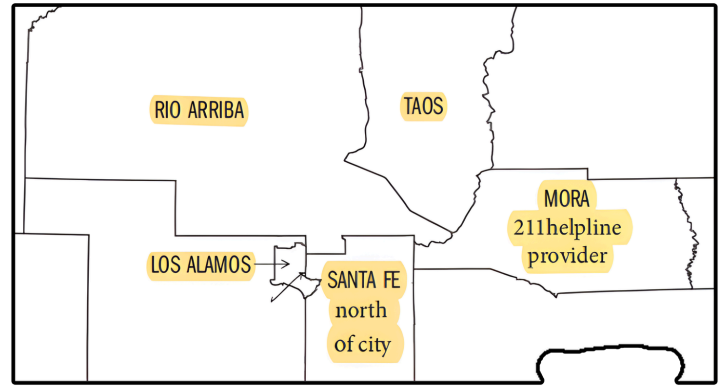 RIO ARRIBA
TAOS
MORA
211helpline
provider
LOS ALAMOS
SANTA FE
north
of city